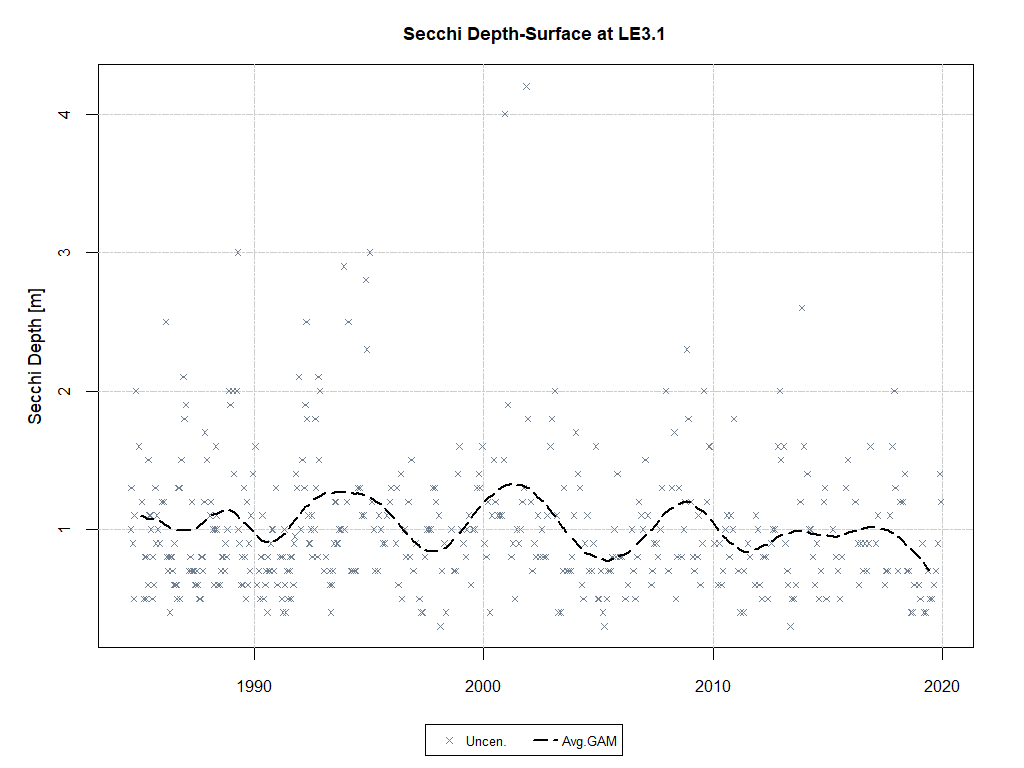 Secchi Depth-Surface at LE3.1
4
3
2
1
Secchi Depth [m]
1990 2000 2010 2020
Uncen. Avg.GAM